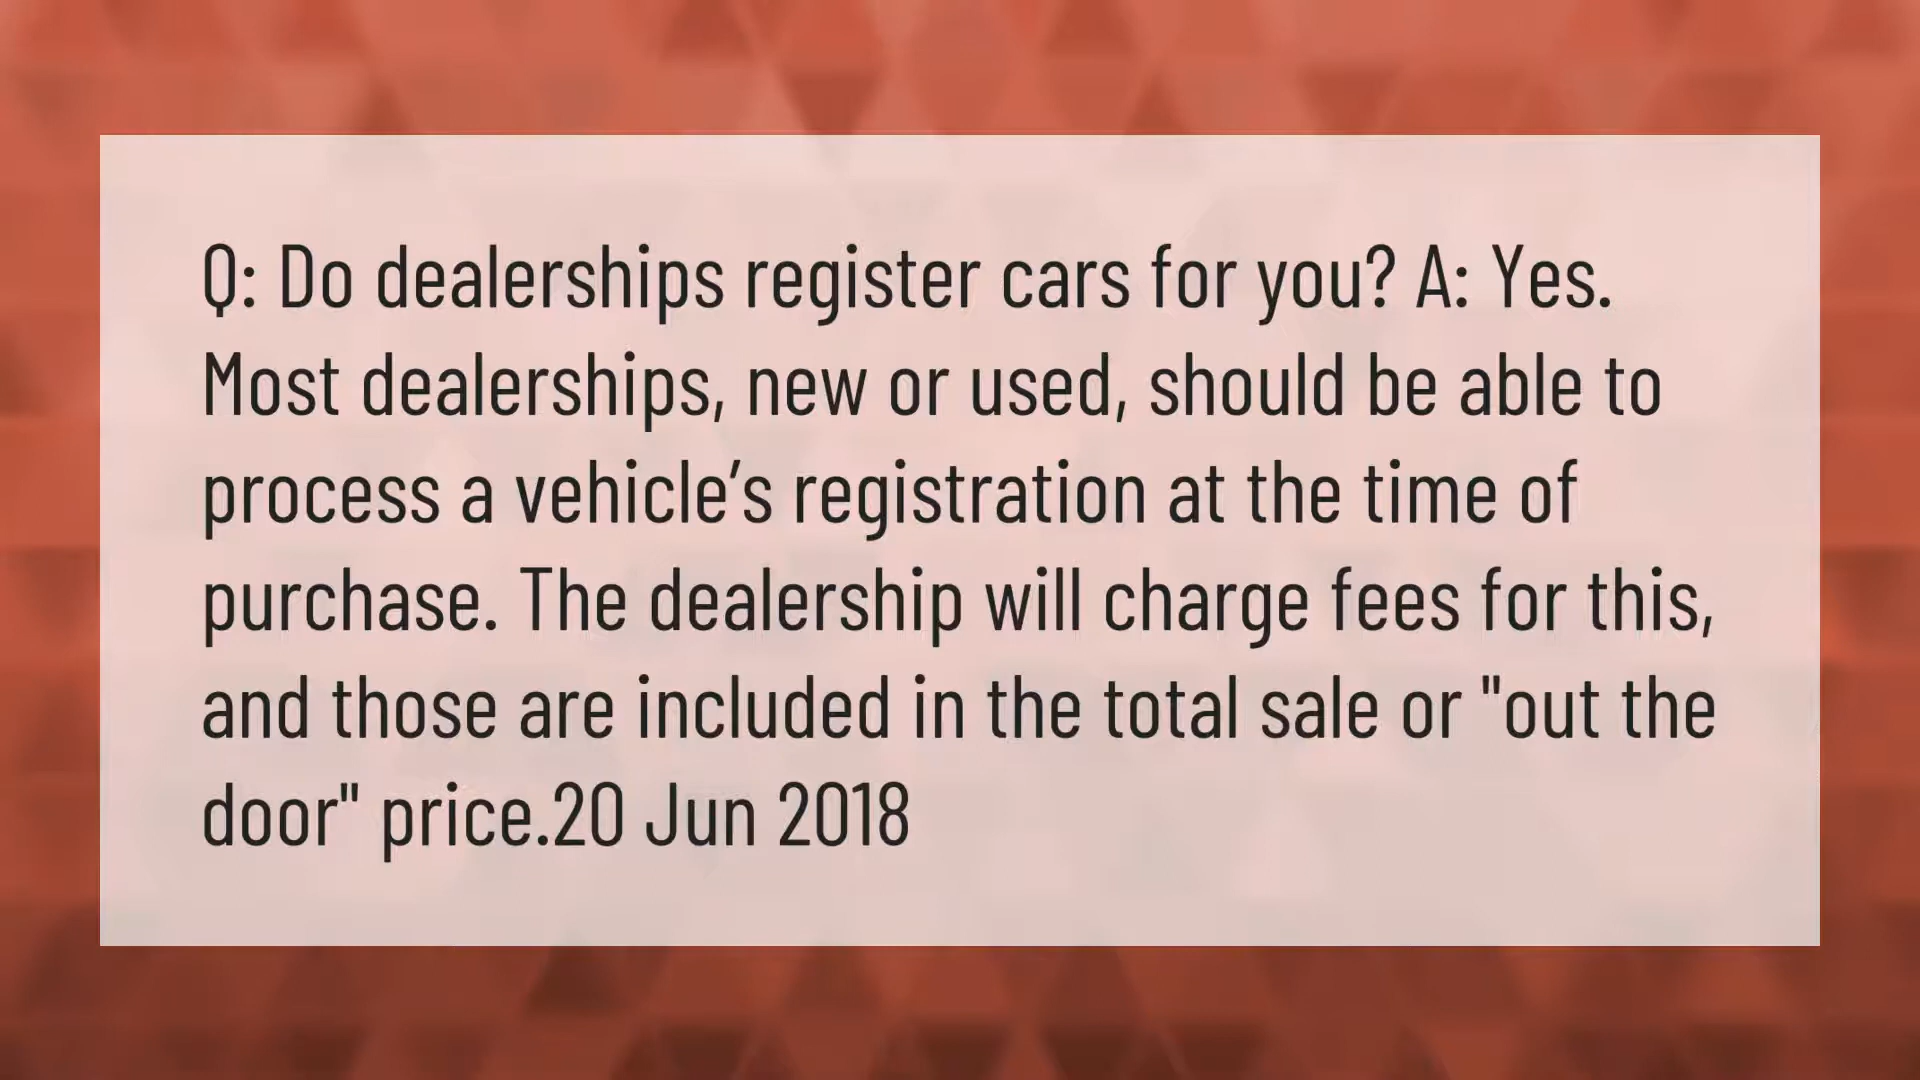 Q: Do dealerships register cars for you? A: Yes.
Most dealerships, new or used, should be able to
process a vehicle’s registration at the time of
purchase. The dealership will charge fees for this,
and those are included in the total sale or "out the
door" price.20 Jun 2018